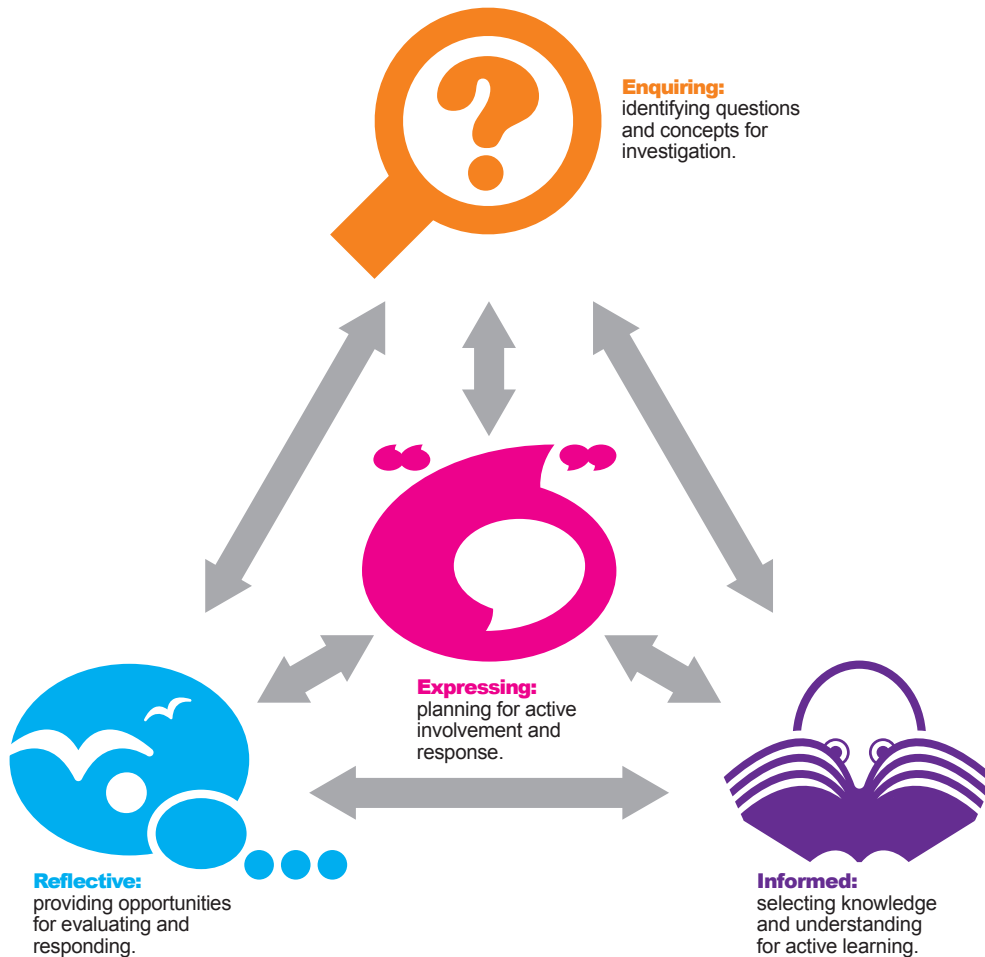 ?
Enquiring:
identifying questions
and concepts for
investigation.
“ ”
Expressing:
planning for active
involvement and
response.
Reflective:
providing opportunities
for evaluating and
responding.
Informed:
selecting knowledge
and understanding
for active learning.